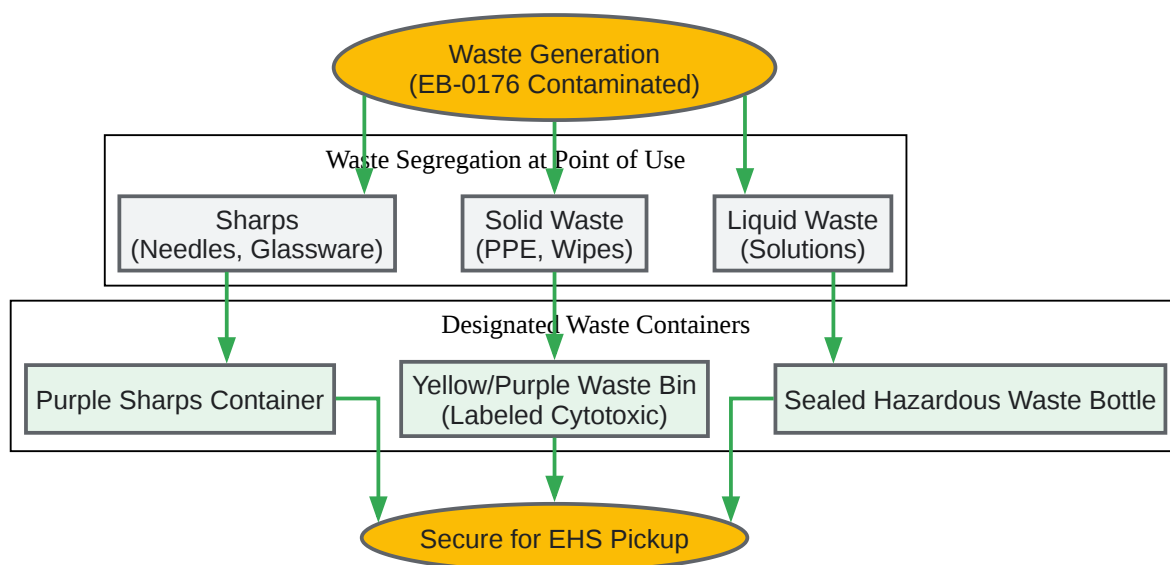 Waste Generation
(EB-0176 Contaminated)
Waste Segregation at Point of Use
Sharps
(Needles, Glassware)
Solid Waste
(PPE, Wipes)
Liquid Waste
(Solutions)
Designated Waste Containers
Purple Sharps Container
Yellow/Purple Waste Bin
(Labeled Cytotoxic)
Sealed Hazardous Waste Bottle
Secure for EHS Pickup